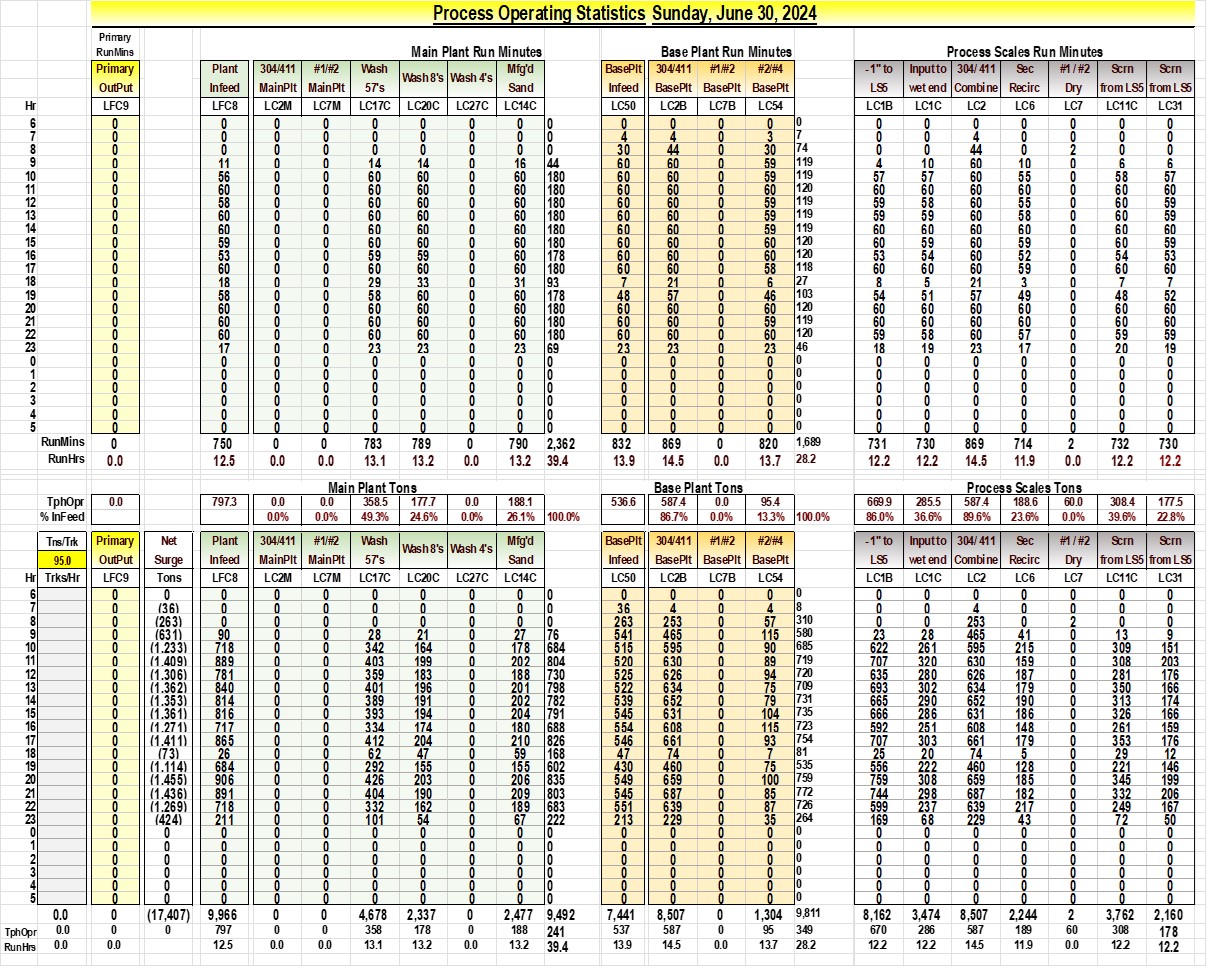 Process Operating Statistics Sunday, June 30, 2024
Primary
RunMins Main Plant Run Minutes Base Plant Run Minutes Process Scales Run Minutes
Primary Plant 304/411 #1/#2 Wash Wash 8's Wash 4's Mfg'd BasePlt 304/411 #1/#2 #2/#4 -1" to Input to 304/ 411 Sec #1 / #2 Scrn Scrn
OutPut Infeed MainPlt MainPlt 57's Sand Infeed BasePlt BasePlt BasePlt LS5 wet end Combine Recirc Dry from LS5 from LS5
Hr LFC9 LFC8 LC2M LC7M LC17C LC20C LC27C LC14C LC50 LC2B LC7B LC54 LC1B LC1C LC2 LC6 LC7 LC11C LC31
6 0 0 0 0 0 0 0 0 0 0 0 0 0 0 0 0 0 0 0 0 0
7 0 0 0 0 0 0 0 0 0 4 4 0 3 7 0 0 4 0 0 0 0
8 0 0 0 0 0 0 0 0 0 30 44 0 30 74 0 0 44 0 2 0 0
9 0 11 0 0 14 14 0 16 44 60 60 0 59 119 4 10 60 10 0 6 6
10 0 56 0 0 60 60 0 60 180 60 60 0 59 119 57 57 60 55 0 58 57
11 0 60 0 0 60 60 0 60 180 60 60 0 60 120 60 60 60 60 0 60 60
12 0 58 0 0 60 60 0 60 180 60 60 0 59 119 59 58 60 55 0 60 59
13 0 60 0 0 60 60 0 60 180 60 60 0 59 119 59 59 60 58 0 60 59
14 0 60 0 0 60 60 0 60 180 60 60 0 59 119 60 60 60 60 0 60 60
15 0 59 0 0 60 60 0 60 180 60 60 0 60 120 60 59 60 59 0 60 59
16 0 53 0 0 59 59 0 60 178 60 60 0 60 120 53 54 60 52 0 54 53
17 0 60 0 0 60 60 0 60 180 60 60 0 58 118 60 60 60 59 0 60 60
18 0 18 0 0 29 33 0 31 93 7 21 0 6 27 8 5 21 3 0 7 7
19 0 58 0 0 58 60 0 60 178 48 57 0 46 103 54 51 57 49 0 48 52
20 0 60 0 0 60 60 0 60 180 60 60 0 60 120 60 60 60 60 0 60 60
21 0 60 0 0 60 60 0 60 180 60 60 0 59 119 60 60 60 60 0 60 60
22 0 60 0 0 60 60 0 60 180 60 60 0 60 120 59 58 60 57 0 59 59
23 0 17 0 0 23 23 0 23 69 23 23 0 23 46 18 19 23 17 0 20 19
0 0 0 0 0 0 0 0 0 0 0 0 0 0 0 0 0 0 0 0 0 0
1 0 0 0 0 0 0 0 0 0 0 0 0 0 0 0 0 0 0 0 0 0
2 0 0 0 0 0 0 0 0 0 0 0 0 0 0 0 0 0 0 0 0 0
3 0 0 0 0 0 0 0 0 0 0 0 0 0 0 0 0 0 0 0 0 0
4 0 0 0 0 0 0 0 0 0 0 0 0 0 0 0 0 0 0 0 0 0
5 0 0 0 0 0 0 0 0 0 0 0 0 0 0 0 0 0 0 0 0 0
RunMins 0 750 0 0 783 789 0 790 2,362 832 869 0 820 1,689 731 730 869 714 2 732 730
RunHrs 0.0 12.5 0.0 0.0 13.1 13.2 0.0 13.2 39.4 13.9 14.5 0.0 13.7 28.2 12.2 12.2 14.5 11.9 0.0 12.2 12.2
Main Plant Tons Base Plant Tons Process Scales Tons
TphOpr 0.0 797.3 0.0 0.0 358.5 177.7 0.0 188.1 536.6 587.4 0.0 95.4 669.9 285.5 587.4 188.6 60.0 308.4 177.5
% InFeed 0.0% 0.0% 49.3% 24.6% 0.0% 26.1% 100.0% 86.7% 0.0% 13.3% 100.0% 86.0% 36.6% 89.6% 23.6% 0.0% 39.6% 22.8%
Tns/Trk Primary Net Plant 304/411 #1/#2 Wash Wash 8's Wash 4's Mfg'd BasePlt 304/411 #1/#2 #2/#4 -1" to Input to 304/ 411 Sec #1 / #2 Scrn Scrn
95.0 OutPut Surge Infeed MainPlt MainPlt 57's Sand Infeed BasePlt BasePlt BasePlt LS5 wet end Combine Recirc Dry from LS5 from LS5
Hr Trks/Hr LFC9 Tons LFC8 LC2M LC7M LC17C LC20C LC27C LC14C LC50 LC2B LC7B LC54 LC1B LC1C LC2 LC6 LC7 LC11C LC31
6 0 0 0 0 0 0 0 0 0 0 0 0 0 0 0 0 0 0 0 0 0 0
7 0 (36) 0 0 0 0 0 0 0 0 36 4 0 4 8 0 0 4 0 0 0 0
8 0 (263) 0 0 0 0 0 0 0 0 263 253 0 57 310 0 0 253 0 2 0 0
9 0 (631) 90 0 0 28 21 0 27 76 541 465 0 115 580 23 28 465 41 0 13 9
10 0 (1,233) 718 0 0 342 164 0 178 684 515 595 0 90 685 622 261 595 215 0 309 151
11 0 (1,409) 889 0 0 403 199 0 202 804 520 630 0 89 719 707 320 630 159 0 308 203
12 0 (1,306) 781 0 0 359 183 0 188 730 525 626 0 94 720 635 280 626 187 0 281 176
13 0 (1,362) 840 0 0 401 196 0 201 798 522 634 0 75 709 693 302 634 179 0 350 166
14 0 (1,353) 814 0 0 389 191 0 202 782 539 652 0 79 731 665 290 652 190 0 313 174
15 0 (1,361) 816 0 0 393 194 0 204 791 545 631 0 104 735 666 286 631 186 0 326 166
16 0 (1,271) 717 0 0 334 174 0 180 688 554 608 0 115 723 592 251 608 148 0 261 159
17 0 (1,411) 865 0 0 412 204 0 210 826 546 661 0 93 754 707 303 661 179 0 353 176
18 0 (73) 26 0 0 62 47 0 59 168 47 74 0 7 81 25 20 74 5 0 29 12
19 0 (1,114) 684 0 0 292 155 0 155 602 430 460 0 75 535 556 222 460 128 0 221 146
20 0 (1,455) 906 0 0 426 203 0 206 835 549 659 0 100 759 759 308 659 185 0 345 199
21 0 (1,436) 891 0 0 404 190 0 209 803 545 687 0 85 772 744 298 687 182 0 332 206
22 0 (1,269) 718 0 0 332 162 0 189 683 551 639 0 87 726 599 237 639 217 0 249 167
23 0 (424) 211 0 0 101 54 0 67 222 213 229 0 35 264 169 68 229 43 0 72 50
0 0 0 0 0 0 0 0 0 0 0 0 0 0 0 0 0 0 0 0 0 0 0
1 0 0 0 0 0 0 0 0 0 0 0 0 0 0 0 0 0 0 0 0 0 0
2 0 0 0 0 0 0 0 0 0 0 0 0 0 0 0 0 0 0 0 0 0 0
3 0 0 0 0 0 0 0 0 0 0 0 0 0 0 0 0 0 0 0 0 0 0
4 0 0 0 0 0 0 0 0 0 0 0 0 0 0 0 0 0 0 0 0 0 0
5 0 0 0 0 0 0 0 0 0 0 0 0 0 0 0 0 0 0 0 0 0 0
0.0 0 (17,407) 9,966 0 0 4,678 2,337 0 2,477 9,492 7,441 8,507 0 1,304 9,811 8,162 3,474 8,507 2,244 2 3,762 2,160
TphOpr 0.0 0 0 797 0 0 358 178 0 188 241 537 587 0 95 349 670 286 587 189 60 308 178
RunHrs 0.0 0.0 12.5 0.0 0.0 13.1 13.2 0.0 13.2 39.4 13.9 14.5 0.0 13.7 28.2 12.2 12.2 14.5 11.9 0.0 12.2 12.2